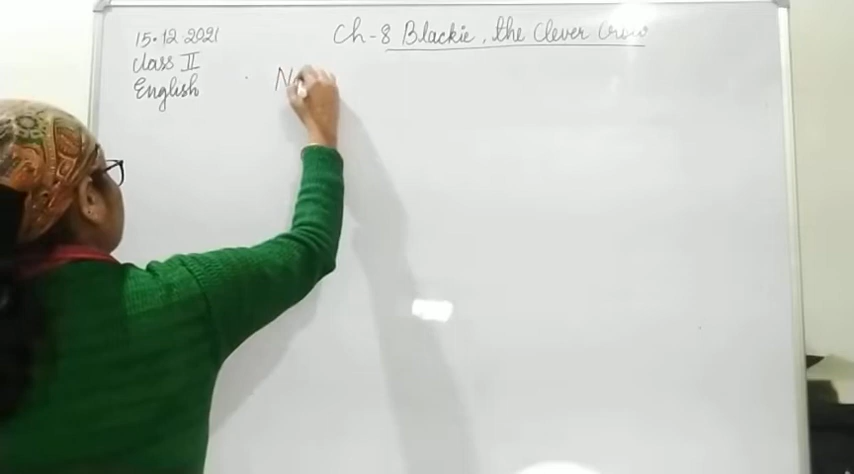 15.12.2021
Ch-8 Blackie, the Clever Crow
class II
English
N